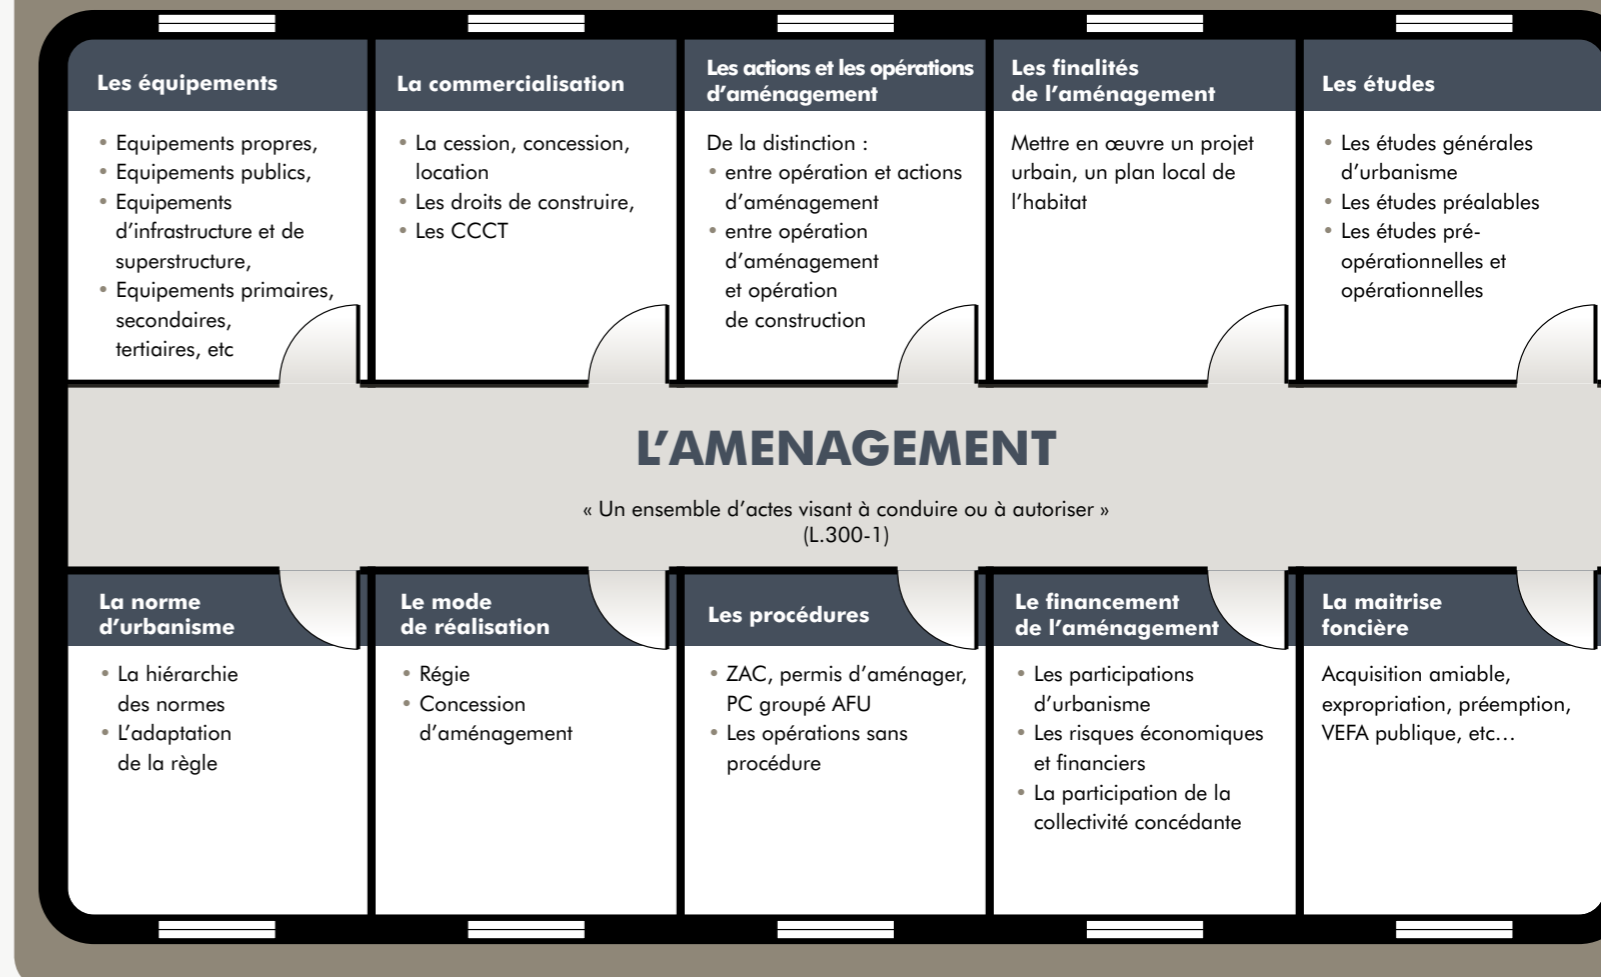 Les équipements
• Equipements propres,
• Equipements publics,
• Equipements
d’infrastructure et de
superstructure,
• Equipements primaires,
secondaires,
tertiaires, etc
La commercialisation
• La cession, concession,
location
• Les droits de construire,
• Les CCCT
Les actions et les opérations
d’aménagement
De la distinction :
• entre opération et actions
d’aménagement
• entre opération
d’aménagement
et opération
de construction
Les finalités
de l’aménagement
Mettre en œuvre un projet
urbain, un plan local de
l’habitat
Les études
• Les études générales
d’urbanisme
• Les études préalables
• Les études pré-
opérationnelles et
opérationnelles
L’AMENAGEMENT
« Un ensemble d’actes visant à conduire ou à autoriser »
(L.300-1)
La norme
d’urbanisme
• La hiérarchie
des normes
• L’adaptation
de la règle
Le mode
de réalisation
• Régie
• Concession
d’aménagement
Les procédures
• ZAC, permis d’aménager,
PC groupé AFU
• Les opérations sans
procédure
Le financement
de l’aménagement
• Les participations
d’urbanisme
• Les risques économiques
et financiers
• La participation de la
collectivité concédante
La maitrise
foncière
Acquisition amiable,
expropriation, préemption,
VEFA publique, etc…